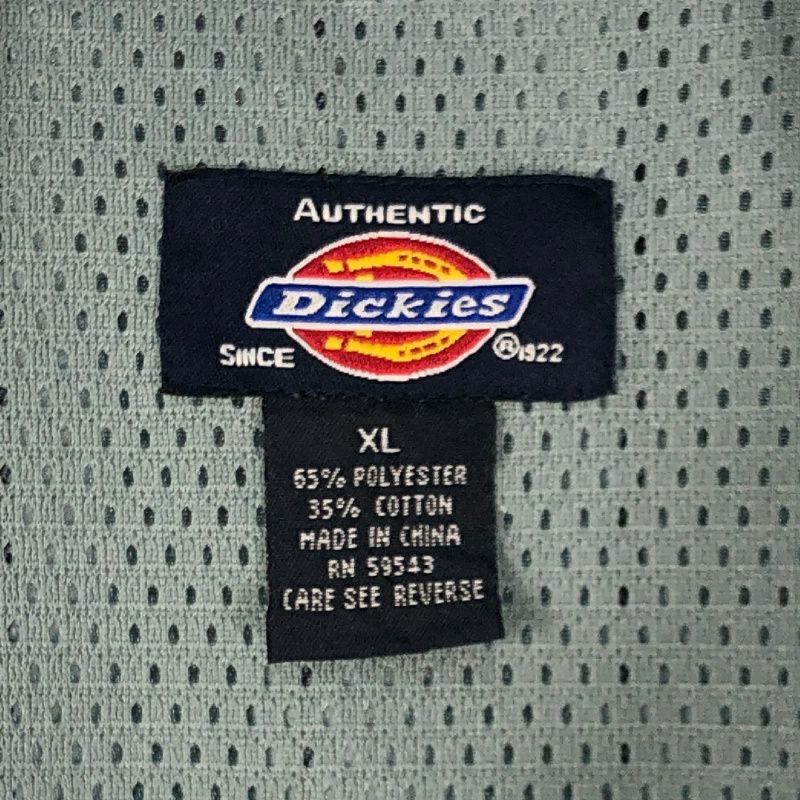 AUTHENTIC
Dickies
SINCE ®1922
XL
65% POLYESTER
35% COTTON
MADE IN CHINA
RN 59543
CARE SEE REVERSE